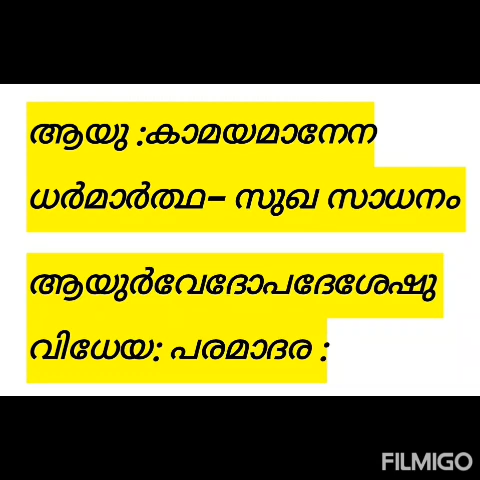 ആയു :കാമയമാനേന
ധർമാർത്ഥ– സുഖ സാധനം
ആയുർവേദോപദേശേഷു
വിധേയ: പരമാദര :
FILMIGO